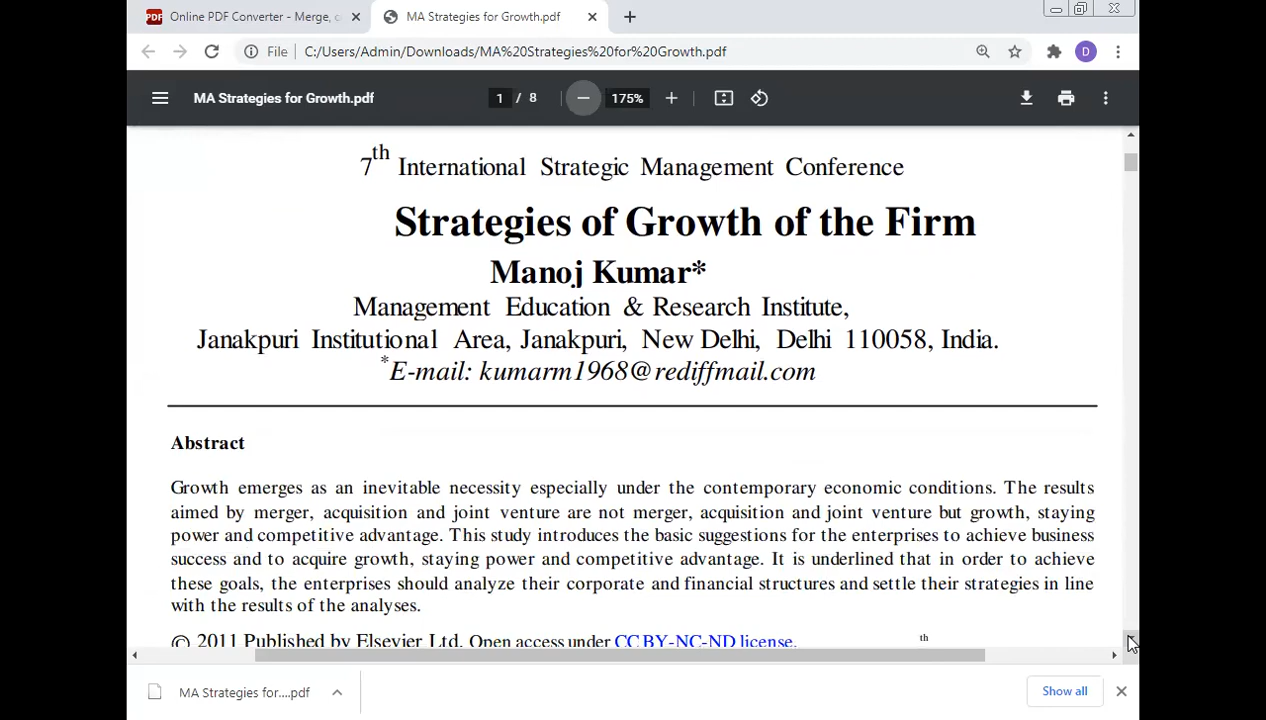 Online PDF Converter - Merge, c
MA Strategies for Growth.pdf
File
C:/Users/Admin/Downloads/MA%20Strategies%20for%20Growth.pdf
D
MA Strategies for Growth.pdf
1 / 8
175%
7th International Strategic Management Conference
Strategies of Growth of the Firm
Manoj Kumar*
Management Education & Research Institute,
Janakpuri Institutional Area, Janakpuri, New Delhi, Delhi 110058, India.
*E-mail: kumarm1968@rediffmail.com
Abstract
Growth emerges as an inevitable necessity especially under the contemporary economic conditions. The results
aimed by merger, acquisition and joint venture are not merger, acquisition and joint venture but growth, staying
power and competitive advantage. This study introduces the basic suggestions for the enterprises to achieve business
success and to acquire growth, staying power and competitive advantage. It is underlined that in order to achieve
these goals, the enterprises should analyze their corporate and financial structures and settle their strategies in line
with the results of the analyses.
© 2011 Published by Elsevier Ltd. Open access under CC BY-NC-ND license. th
MA Strategies for....pdf
Show all